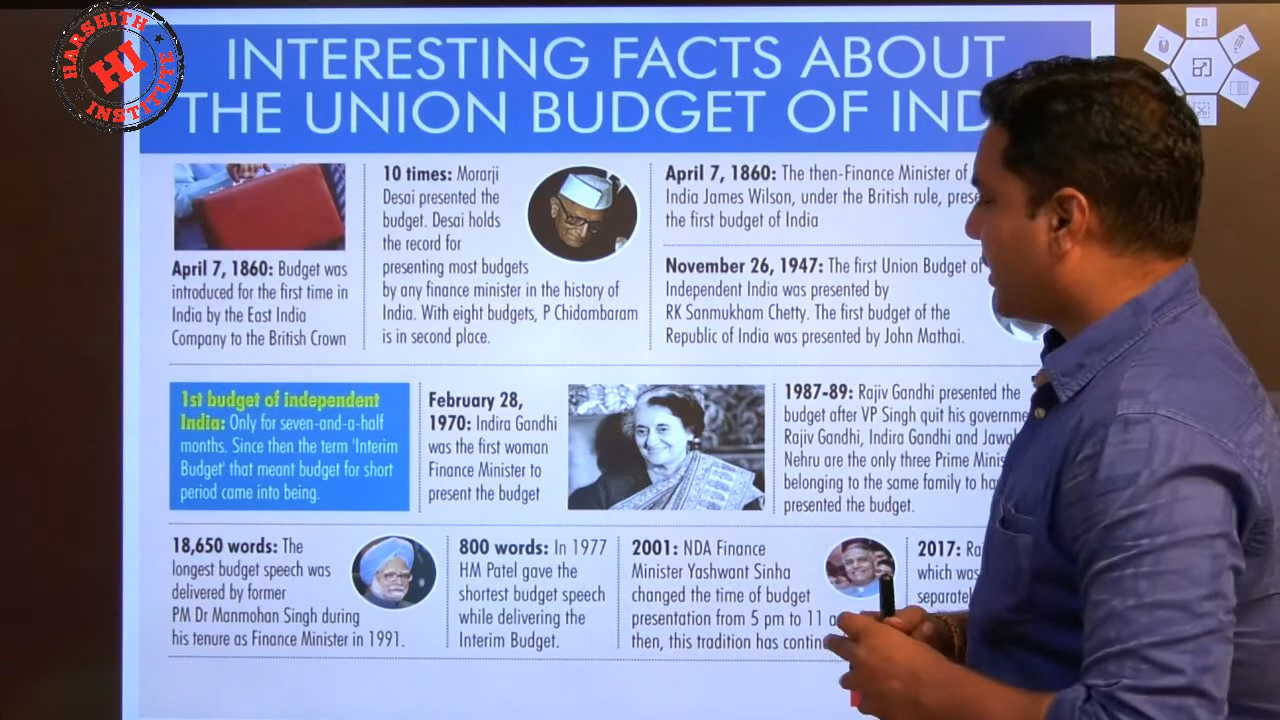 HARSHITH
HI
INSTITUTE
INTERESTING FACTS ABOUT
THE UNION BUDGET OF
April 7, 1860: Budget was
introduced for the first time in
India by the East India
Company to the British Crown
10 times: Morarji
Desai presented the
budget. Desai holds
the record for
presenting most budgets
by any finance minister in the history of
India. With eight budgets, P Chidambaram
is in second place.
April 7, 1860: The then-Finance Minister of
India James Wilson, under the British rule,
the first budget of India
November 26, 1947: The first Union Budget of
Independent India was presented by
RK Sanmukham Chetty. The first budget of the
Republic of India was presented by John Mathai.
1st budget of independent
India: Only for seven-and-a-half
months. Since then the term 'Interim
Budget' that meant budget for short
period came into being.
February 28,
1970: Indira Gandhi
was the first woman
Finance Minister to
present the budget
1987-89: Rajiv Gandhi presented the
budget after VP Singh quit his
Rajiv Gandhi, Indira Gandhi and
Nehru are the only three Prime
belonging to the same family to
presented the budget.
18,650 words: The
longest budget speech was
delivered by former
PM Dr Manmohan Singh during
his tenure as Finance Minister in 1991.
800 words: In 1977
HM Patel gave the
shortest budget speech
while delivering the
Interim Budget.
2001: NDA Finance
Minister Yashwant Sinha
changed the time of budget
presentation from 5 pm to 11
then, this tradition has
2017:
which was
EB